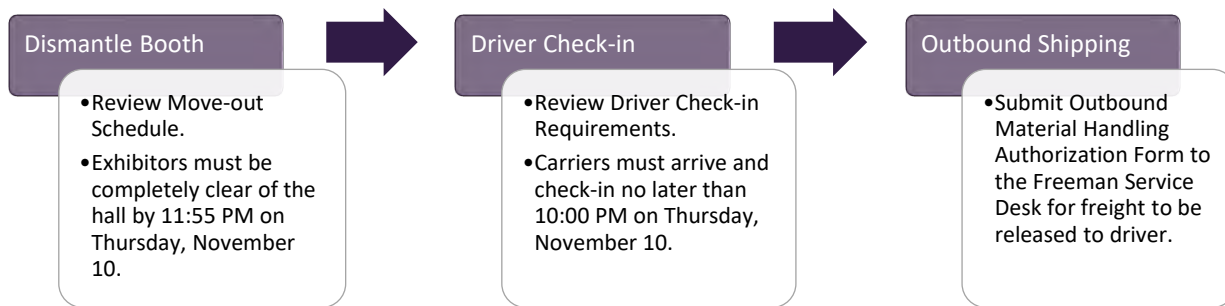 Dismantle Booth
•Review Move-out
Schedule.
•Exhibitors must be
completely clear of the
hall by 11:55 PM on
Thursday, November
10.
Driver Check-in
•Review Driver Check-in
Requirements.
•Carriers must arrive and
check-in no later than
10:00 PM on Thursday,
November 10.
Outbound Shipping
•Submit Outbound
Material Handling
Authorization Form to
the Freeman Service
Desk for freight to be
released to driver.